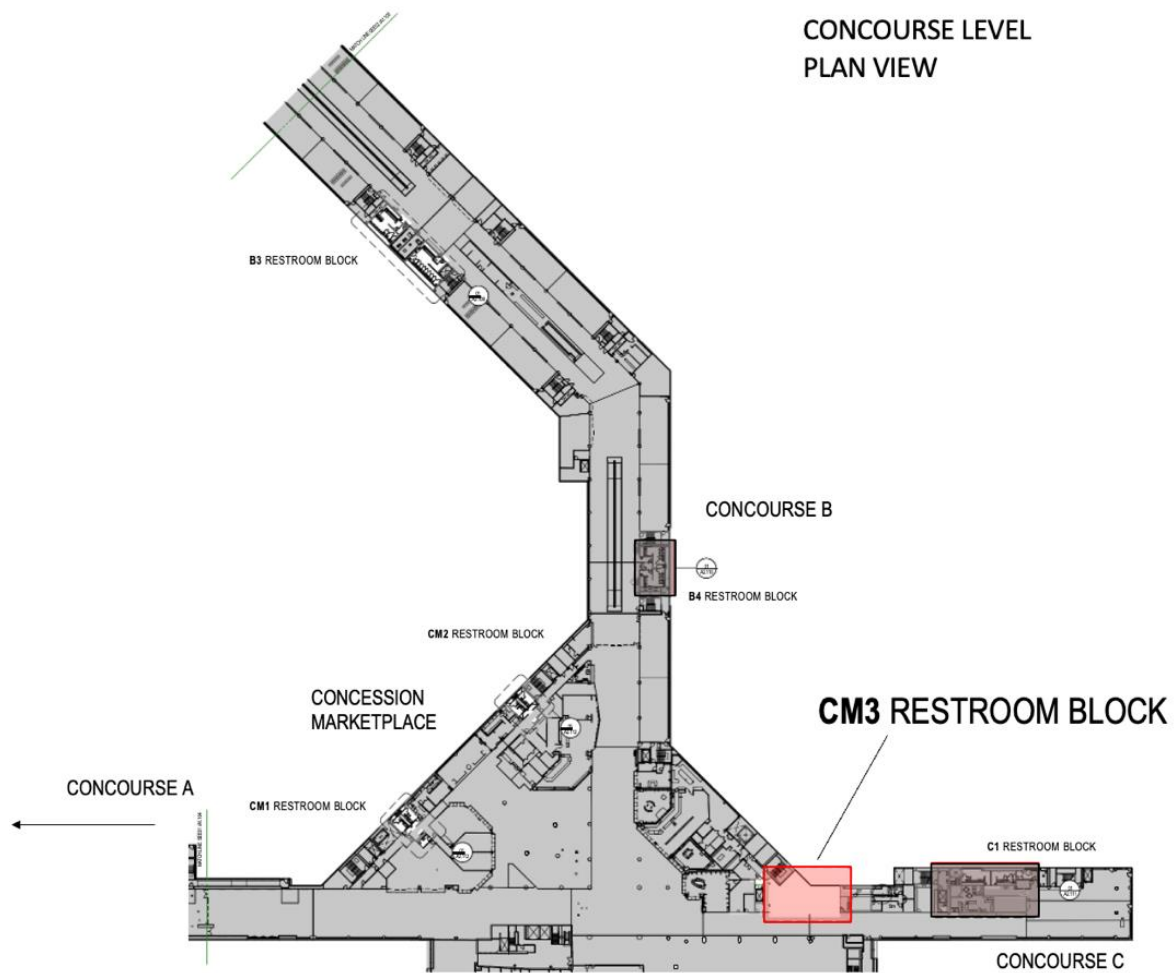 CONCOURSE LEVEL
PLAN VIEW
B3 RESTROOM BLOCK
CONCOURSE B
B4 RESTROOM BLOCK
CM2 RESTROOM BLOCK
CONCESSION
MARKETPLACE
CM3 RESTROOM BLOCK
CONCOURSE A
CM1 RESTROOM BLOCK
C1 RESTROOM BLOCK
CONCOURSE C